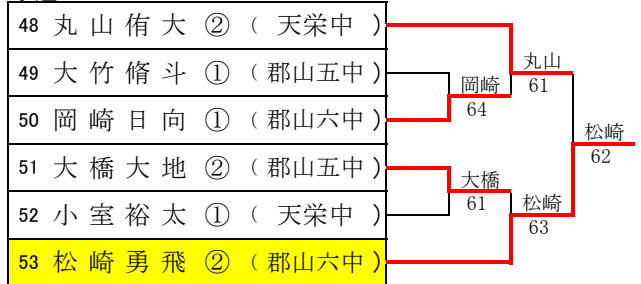 48 丸山侑大 ② ( 天栄中 )
49 大竹脩斗 ① ( 郡山五中 )
50 岡崎日向 ① ( 郡山六中 )
51 大橋大地 ② ( 郡山五中 )
52 小室裕太 ① ( 天栄中 )
53 松崎勇飛 ② ( 郡山六中 )
岡崎
64
丸山
61
大橋
61
松崎
63
松崎
62